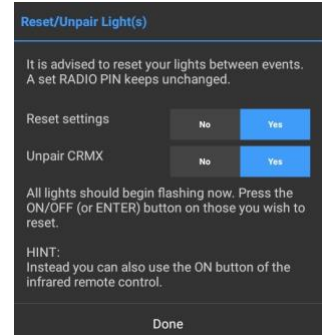 Reset/Unpair Light(s)
It is advised to reset your lights between events.
A set RADIO PIN keeps unchanged.
Reset settings No Yes
Unpair CRMX No Yes
All lights should begin flashing now. Press the
ON/OFF (or ENTER) button on those you wish to
reset.
HINT:
Instead you can also use the ON button of the
infrared remote control.
Done